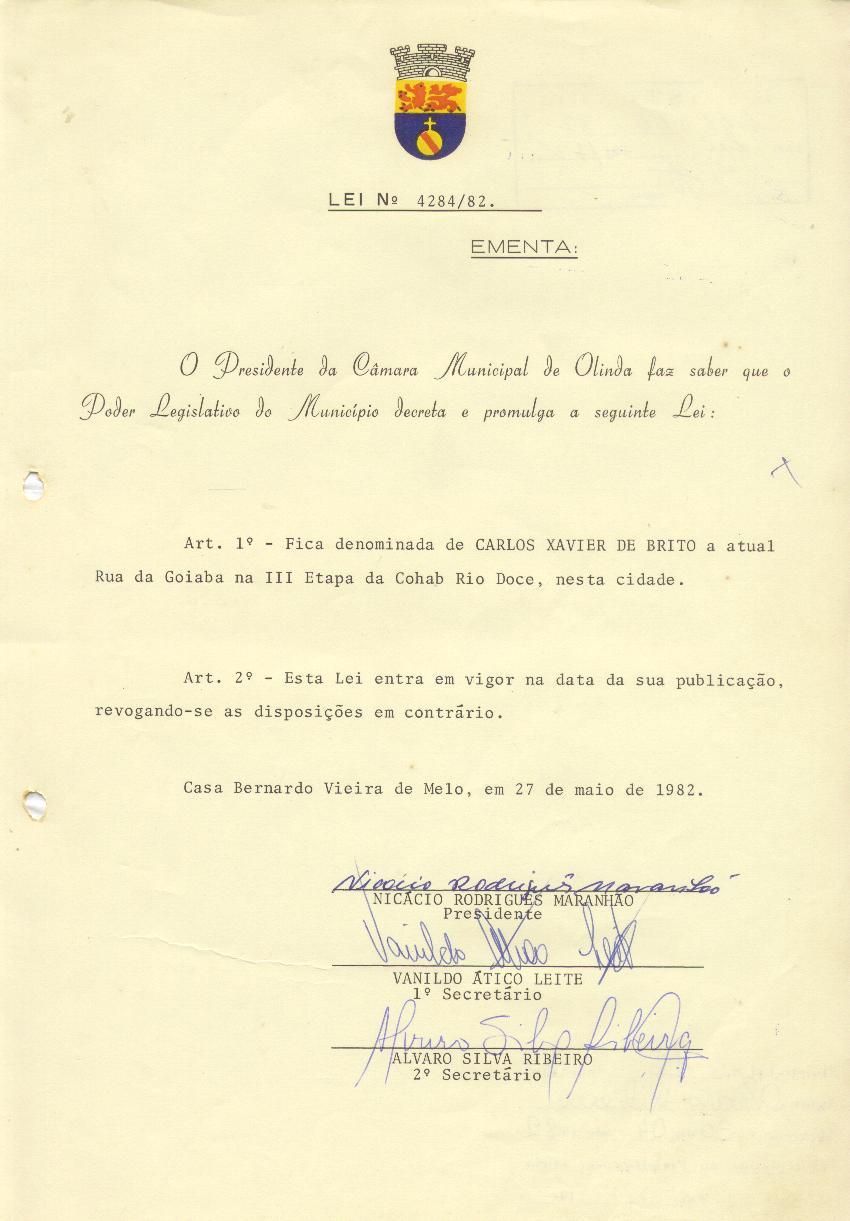 LEI Nº 4284/82.
EMENTA:
O Presidente da Câmara Municipal de Olinda faz saber que o
Poder Legislativo do Município decreta e promulga a seguinte Lei:
Art. 1º - Fica denominada de CARLOS XAVIER DE BRITO a atual
Rua da Goiaba na III Etapa da Cohab Rio Doce, nesta cidade.
Art. 2º - Esta Lei entra em vigor na data da sua publicação,
revogando-se as disposições em contrário.
Casa Bernardo Vieira de Melo, em 27 de maio de 1982.
Nicácio Rodrigues Maranhão
NICÁCIO RODRIGUES MARANHÃO
Presidente
Vanildo Ático Leite
VANILDO ÁTICO LEITE
1º Secretário
Alvaro Silva Ribeiro
ALVARO SILVA RIBEIRO
2º Secretário